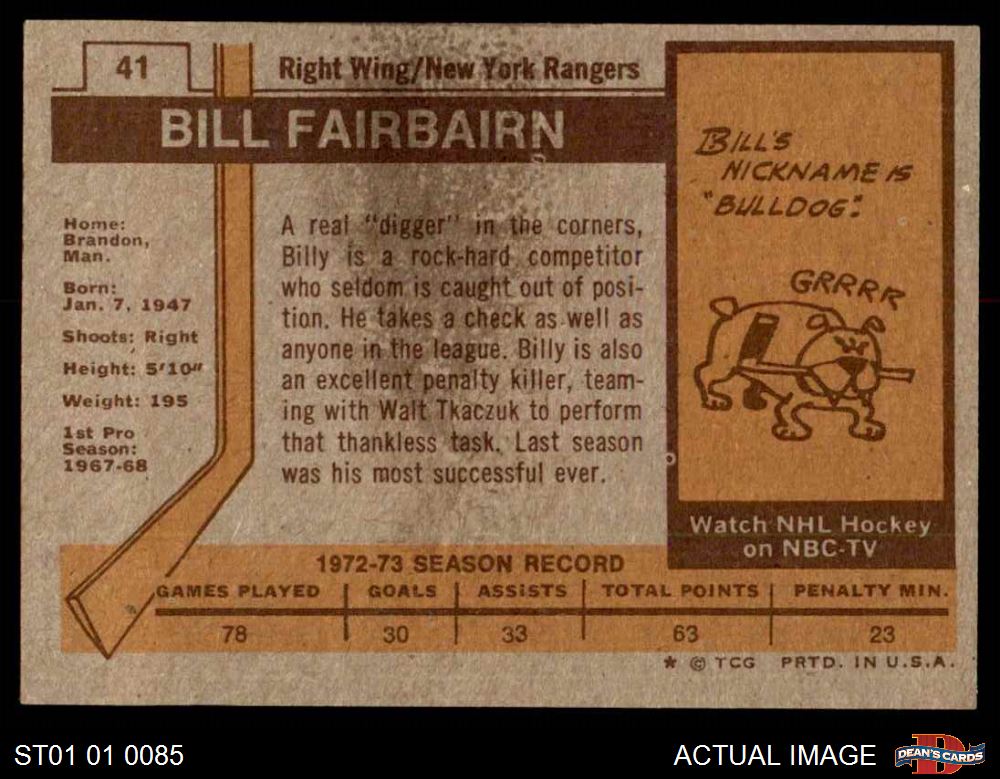 41
Right Wing/New York Rangers
BILL FAIRBAIRN
Home:
Brandon,
Man.
Born:
Jan. 7, 1947
Shoots: Right
Height: 5'10"
Weight: 195
1st Pro
Season:
1967-68
A real "digger" in the corners,
Billy is a rock-hard competitor
who seldom is caught out of posi-
tion. He takes a check as well as
anyone in the league. Billy is also
an excellent penalty killer, team-
ing with Walt Tkaczuk to perform
that thankless task. Last season
was his most successful ever.
BILL'S
NICKNAME IS
"BULLDOG".
GRRRR
Watch NHL Hockey
on NBC-TV
1972-73 SEASON RECORD
GAMES PLAYED GOALS ASSISTS TOTAL POINTS PENALTY MIN.
78 30 33 63 23
* © TCG PRTD. IN U.S.A.
ST01 01 0085
ACTUAL IMAGE
D
DEAN'S CARDS